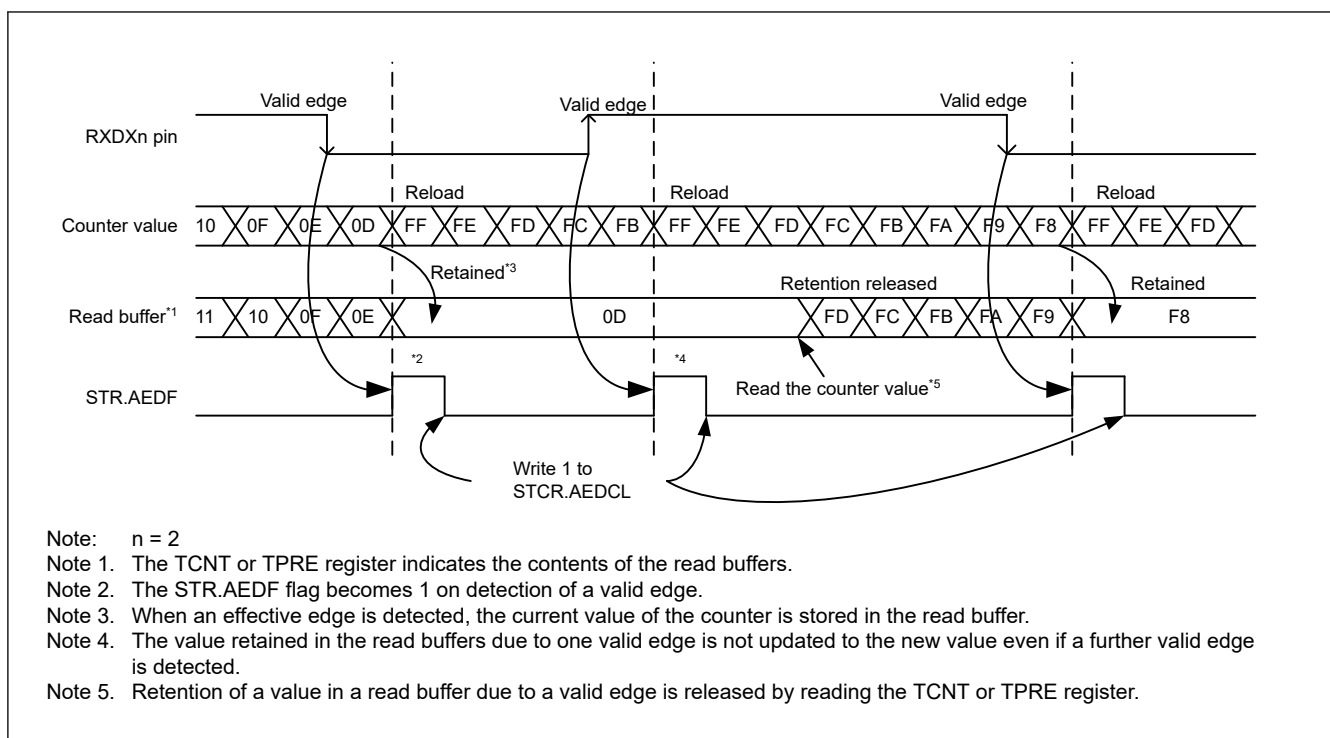 Valid edge Valid edge Valid edge
RXDXn pin
Reload Reload Reload
Counter value 10 0F 0E 0D FF FE FD FC FB FF FE FD FC FB FA F9 F8 FF FE FD
Retained*3 Retention released Retained
Read buffer*1 11 10 0F 0E 0D FD FC FB FA F9 F8
*2 *4
Read the counter value*5
STR.AEDF
Write 1 to
STCR.AEDCL
Note: n = 2
Note 1. The TCNT or TPRE register indicates the contents of the read buffers.
Note 2. The STR.AEDF flag becomes 1 on detection of a valid edge.
Note 3. When an effective edge is detected, the current value of the counter is stored in the read buffer.
Note 4. The value retained in the read buffers due to one valid edge is not updated to the new value even if a further valid edge
is detected.
Note 5. Retention of a value in a read buffer due to a valid edge is released by reading the TCNT or TPRE register.